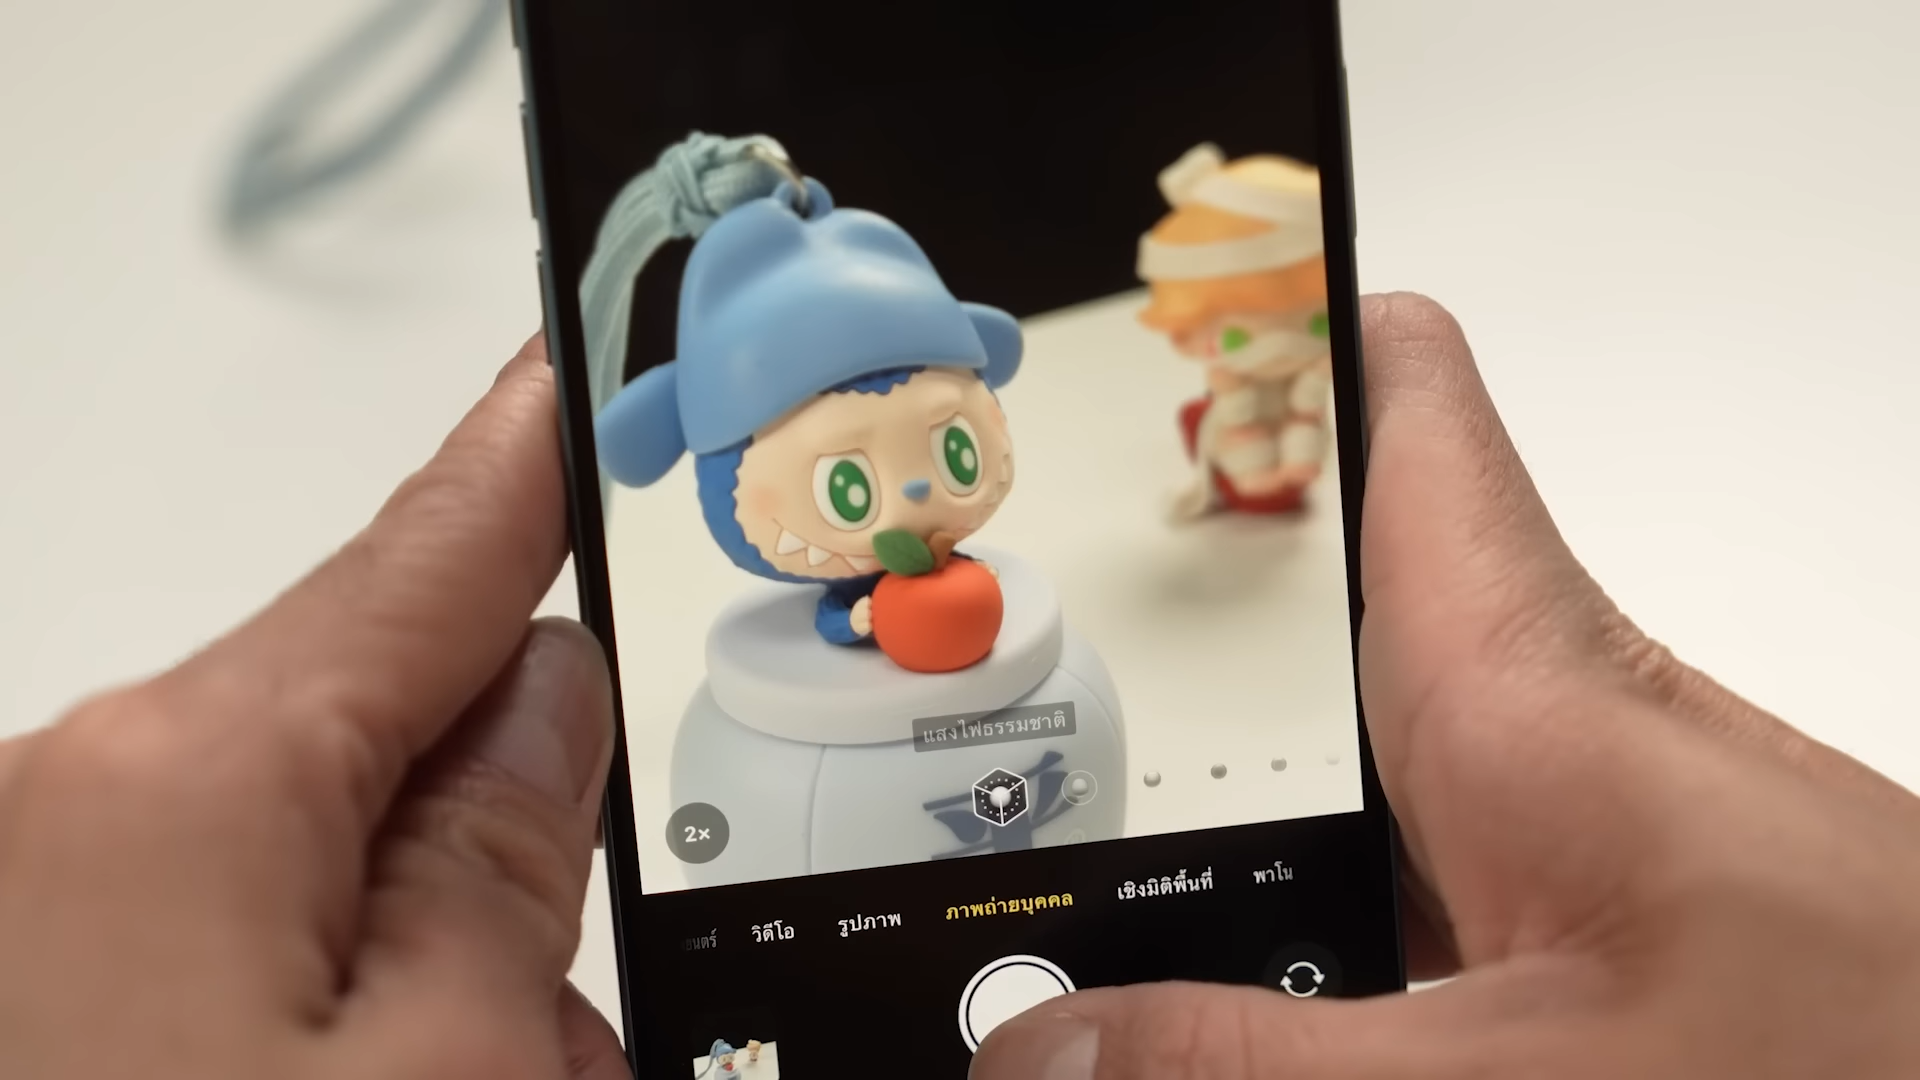 แสงไฟธรรมชาติ
2×
วิดีโอ รูปภาพ ภาพถ่ายบุคคล เชิงมิติพื้นที่ พาโน